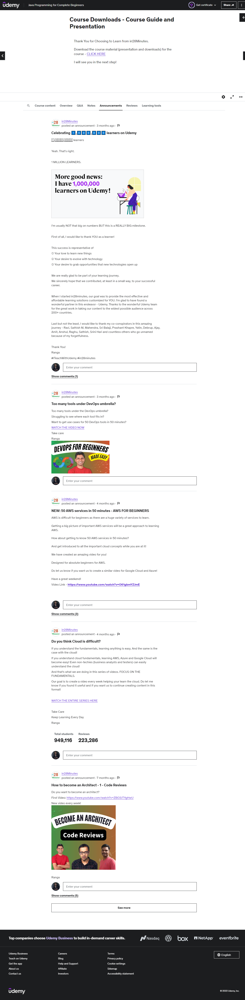 udemy
Java Programming for Complete Beginners
Get certificate
Share
Course Downloads - Course Guide and
Presentation
Thank You for Choosing to Learn from in28Minutes.
Download the course material (presentation and downloads) for the
course - CLICK HERE
I will see you in the next step!
Course content
Overview
Q&A
Notes
Announcements
Reviews
Learning tools
in28Minutes
posted an announcement · 3 months ago ·
Celebrating 1,000,000 learners on Udemy
1,000,000 learners
Yeah. That's right.
1 MILLION LEARNERS.
More good news:
I have 1,000,000
learners on Udemy!
I'm usually NOT that big on numbers BUT this is a REALLY BIG milestone.
First of all, I would like to thank YOU as a learner!
This success is representative of
① Your love to learn new things
② Your desire to evolve with technology
③ Your desire to grab opportunities that new technologies open up
We are really glad to be part of your learning journey.
We sincerely hope that we contributed, at least in a small way, to your successful
career.
When I started in28minutes, our goal was to provide the most effective and
affordable learning solutions customized for YOU. I'm glad to have found a
wonderful partner in this endeavor - Udemy. Thanks to the wonderful Udemy team
for the great work in taking our content to the widest possible audience across
200+ countries.
Last but not the least, I would like to thank my co-conspirators in this amazing
journey - Ravi, Sathish M, Mahendra, Sri Balaji, Prashant Khapre, Yatin, Debrup, Ajay,
Amit, Anshul, Raghu, Sathish, Srini Hari and countless others who go unnamed
because of my forgetfulness.
Thank You!
Ranga
#ITeachWithUdemy #in28minutes
Enter your comment
Show comments (1)
in28Minutes
posted an announcement · 3 months ago ·
Too many tools under DevOps umbrella?
Too many tools under the DevOps umbrella?
Struggling to see where each tool fits in?
Want to get use cases for 50 DevOps tools in 50 minutes?
WATCH THE VIDEO NOW
Take care
Ranga
DEVOPS FOR BEGINNERS
MADE EASY
Enter your comment
in28Minutes
posted an announcement · 4 months ago ·
NEW: 50 AWS services in 50 minutes - AWS FOR BEGINNERS
AWS is difficult for beginners as there are a huge variety of services to learn.
Getting a big picture of important AWS services will be a great approach to learning
AWS.
How about getting to know 50 AWS services in 50 minutes?
And get introduced to all the important cloud concepts while you are at it!
We have created an amazing video for you!
Designed for absolute beginners for AWS.
Do let us know if you want us to create a similar video for Google Cloud and Azure!
Have a great weekend!
Video Link - https://www.youtube.com/watch?v=O61gbmYZJmE
Enter your comment
Show comments (3)
in28Minutes
posted an announcement · 4 months ago ·
Do you think Cloud is difficult?
If you understand the fundamentals, learning anything is easy. And the same is the
case with the cloud!
If you understand cloud fundamentals, learning AWS, Azure and Google Cloud will
become easy! Even non-techies (business analysts and testers) can easily
understand the cloud!
And that's what we are doing in this series of videos. FOCUS ON THE
FUNDAMENTALS.
Our goal is to create a video every week helping your learn the cloud. Do let me
know if you found it useful and if you want us to continue creating content in this
format!
WATCH THE ENTIRE SERIES HERE
Take Care
Keep Learning Every Day
Ranga
Total students Reviews
949,116 223,286
Enter your comment
in28Minutes
posted an announcement · 7 months ago ·
How to become an Architect - 1 - Code Reviews
Do you want to become an architect?
First Video: https://www.youtube.com/watch?v=ZBO3JTYgHwU
New video every week!
BECOME AN ARCHITECT
Code Reviews
Ranga
Enter your comment
Show comments (5)
See more
Top companies choose Udemy Business to build in-demand career skills.
Nasdaq
box
NetApp
eventbrite
Udemy Business
Teach on Udemy
Get the app
About us
Contact us
Careers
Blog
Help and Support
Affiliate
Investors
Terms
Privacy policy
Cookie settings
Sitemap
Accessibility statement
English
udemy
© 2022 Udemy, Inc.